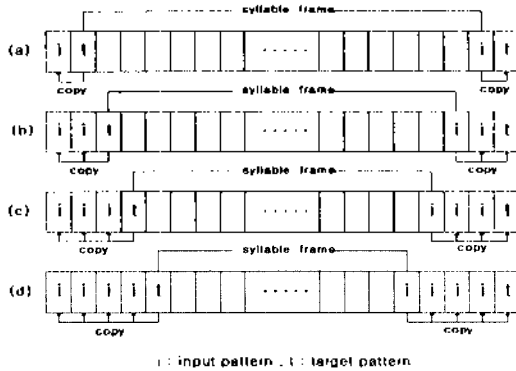 syllable frame
(a) i t ..... i t
copy copy
syllable frame
(b) i i t ..... i i t
copy copy
syllable frame
(c) i i i t ..... i i i t
copy copy
syllable frame
(d) i i i i t ..... i i i i t
copy copy
i : input pattern , t : target pattern